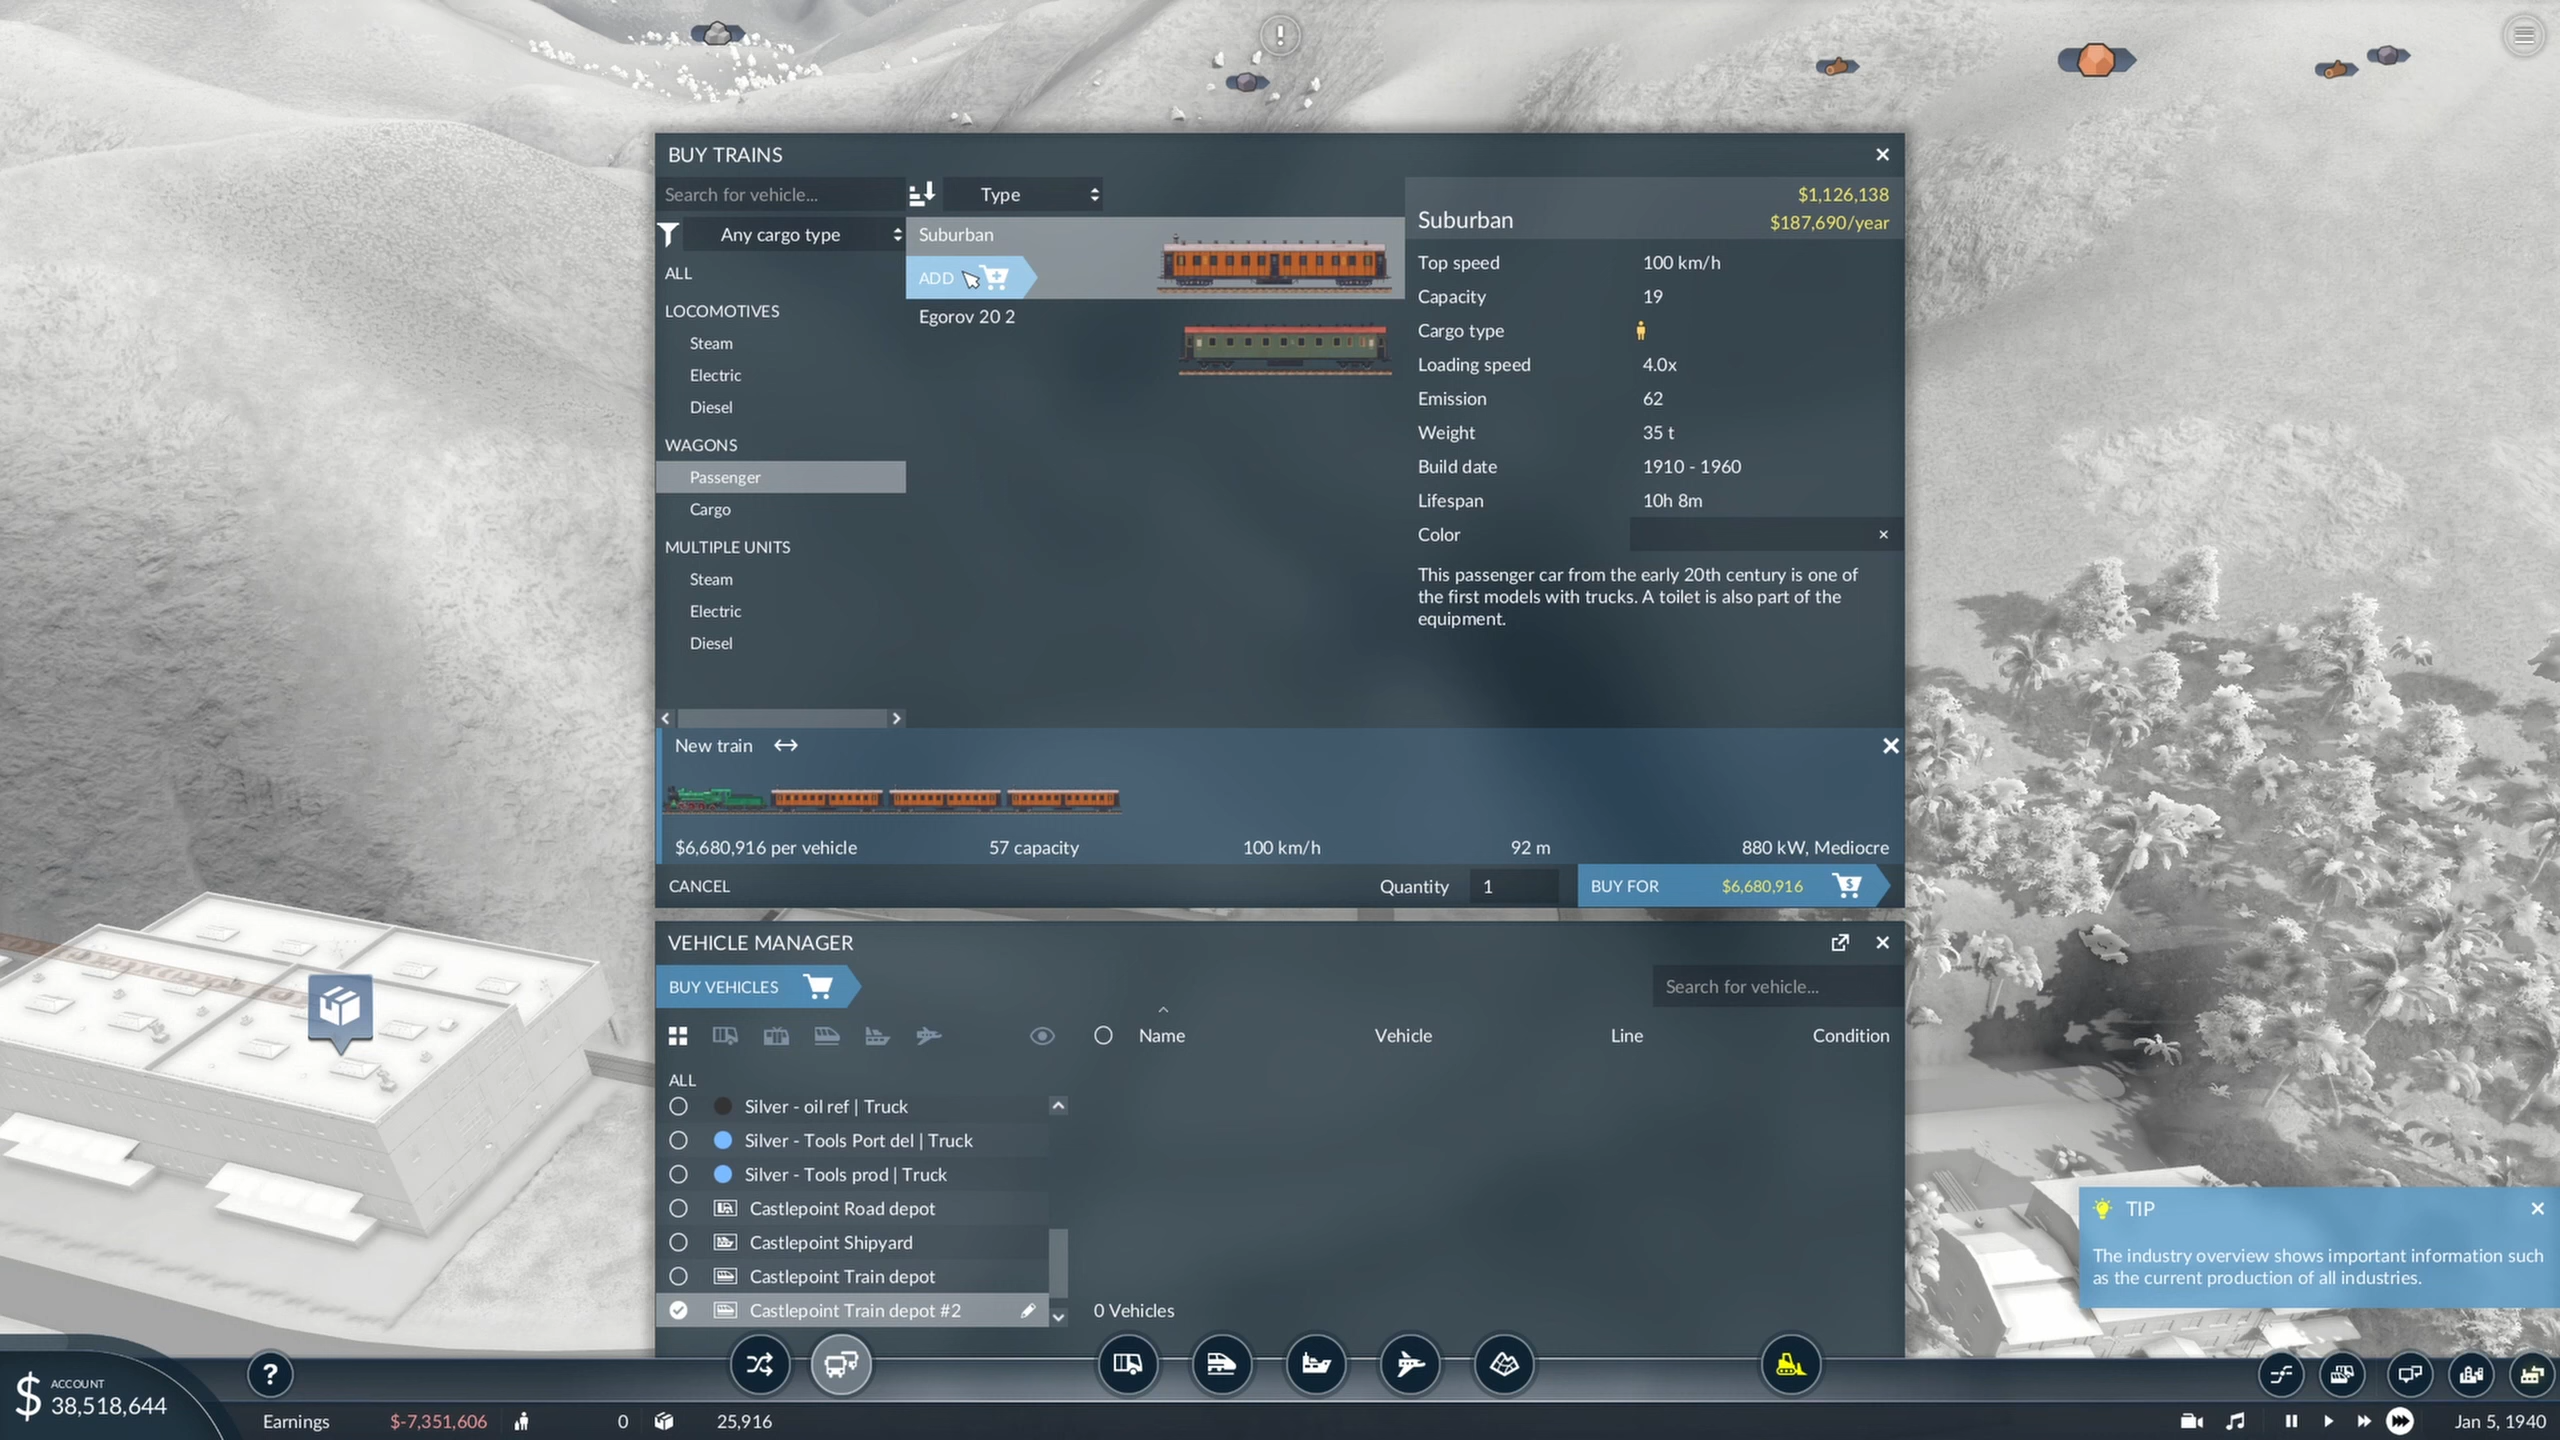 BUY TRAINS
Search for vehicle...
Type
Any cargo type
ALL
LOCOMOTIVES
Steam
Electric
Diesel
WAGONS
Passenger
Cargo
MULTIPLE UNITS
Steam
Electric
Diesel
Suburban
ADD
Egorov 20 2
$1,126,138
Suburban
$187,690/year
Top speed 100 km/h
Capacity 19
Cargo type
Loading speed 4.0x
Emission 62
Weight 35 t
Build date 1910 - 1960
Lifespan 10h 8m
Color
This passenger car from the early 20th century is one of
the first models with trucks. A toilet is also part of the
equipment.
New train
$6,680,916 per vehicle 57 capacity 100 km/h 92 m 880 kW, Mediocre
CANCEL Quantity 1 BUY FOR $6,680,916
VEHICLE MANAGER
BUY VEHICLES
Search for vehicle...
Name Vehicle Line Condition
ALL
Silver - oil ref | Truck
Silver - Tools Port del | Truck
Silver - Tools prod | Truck
Castlepoint Road depot
Castlepoint Shipyard
Castlepoint Train depot
Castlepoint Train depot #2
0 Vehicles
TIP
The industry overview shows important information such
as the current production of all industries.
?
$ ACCOUNT
38,518,644
Earnings $-7,351,606 0 25,916
Jan 5, 1940